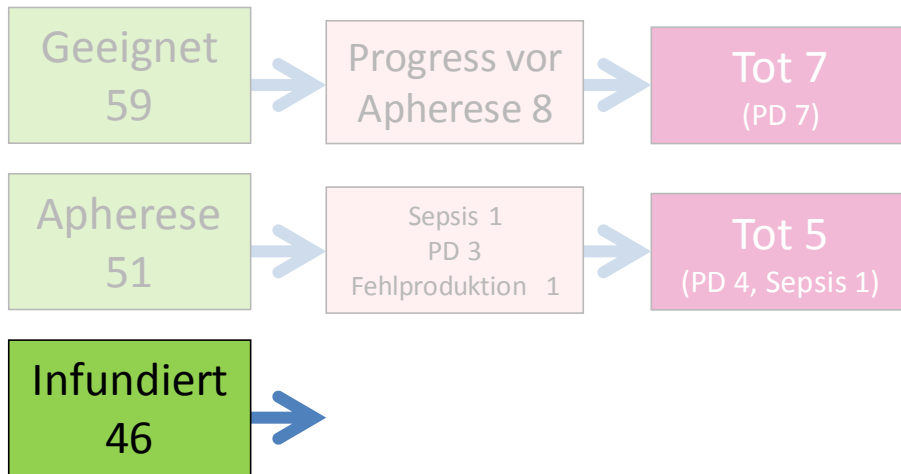 Geeignet
59
Progress vor
Apherese 8
Tot 7
(PD 7)
Apherese
51
Sepsis 1
PD 3
Fehlproduktion 1
Tot 5
(PD 4, Sepsis 1)
Infundiert
46